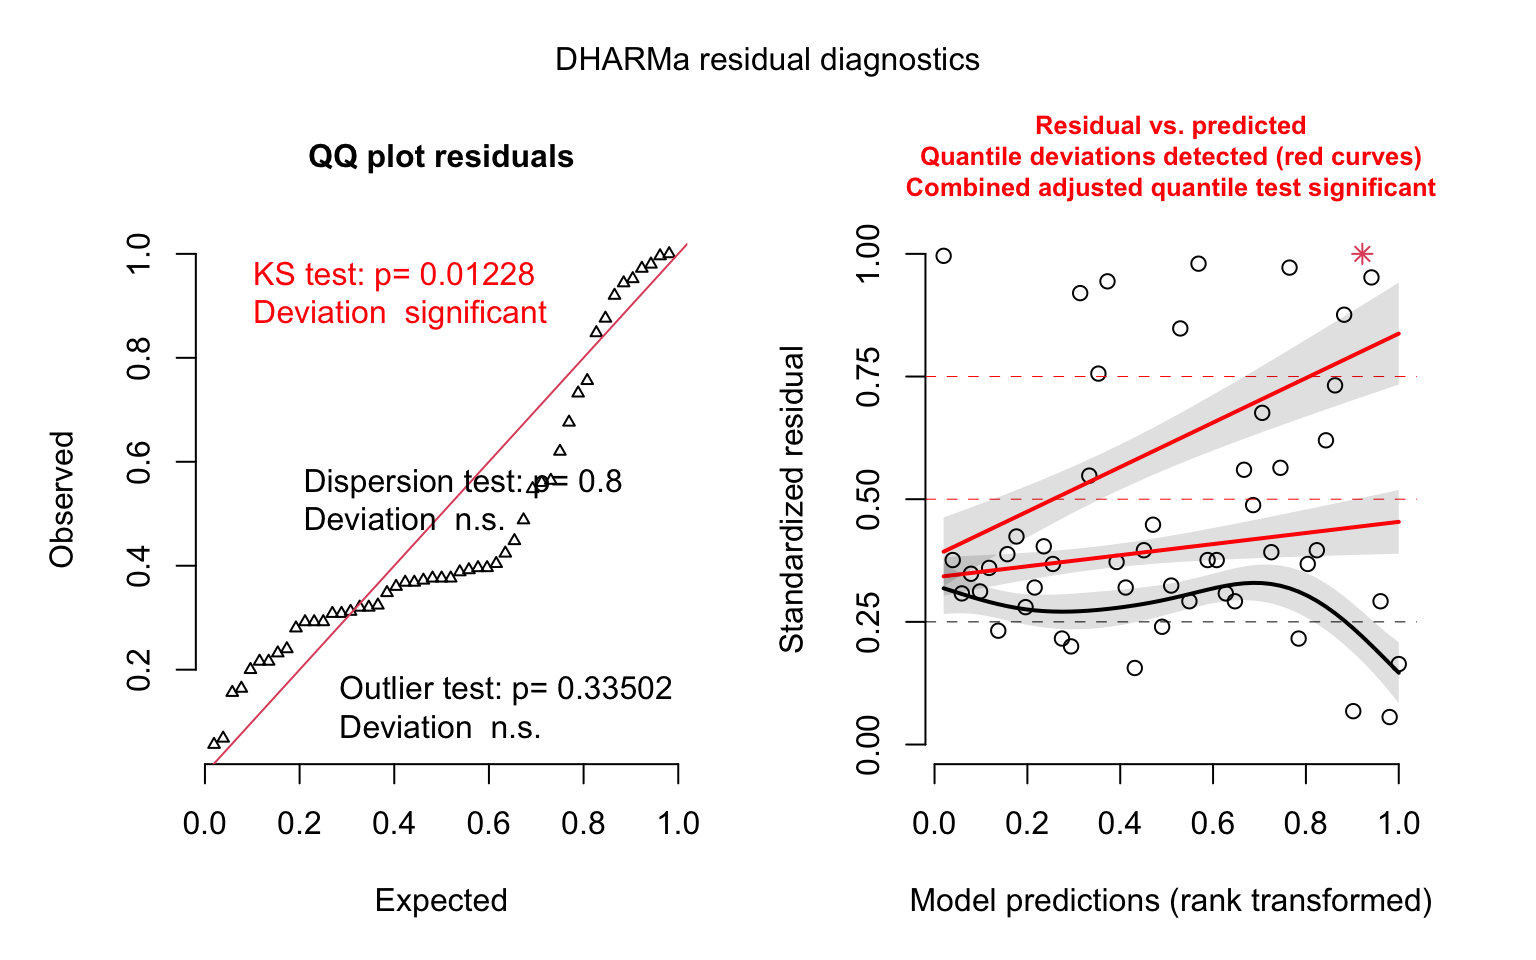 DHARMa residual diagnostics
QQ plot residuals
KS test: p= 0.01228
Deviation  significant
Dispersion test: p= 0.8
Deviation  n.s.
Outlier test: p= 0.33502
Deviation  n.s.
Observed
1.0
0.8
0.6
0.4
0.2
0.0 0.2 0.4 0.6 0.8 1.0
Expected
Residual vs. predicted
Quantile deviations detected (red curves)
Combined adjusted quantile test significant
Standardized residual
1.00
0.75
0.50
0.25
0.00
0.0 0.2 0.4 0.6 0.8 1.0
Model predictions (rank transformed)